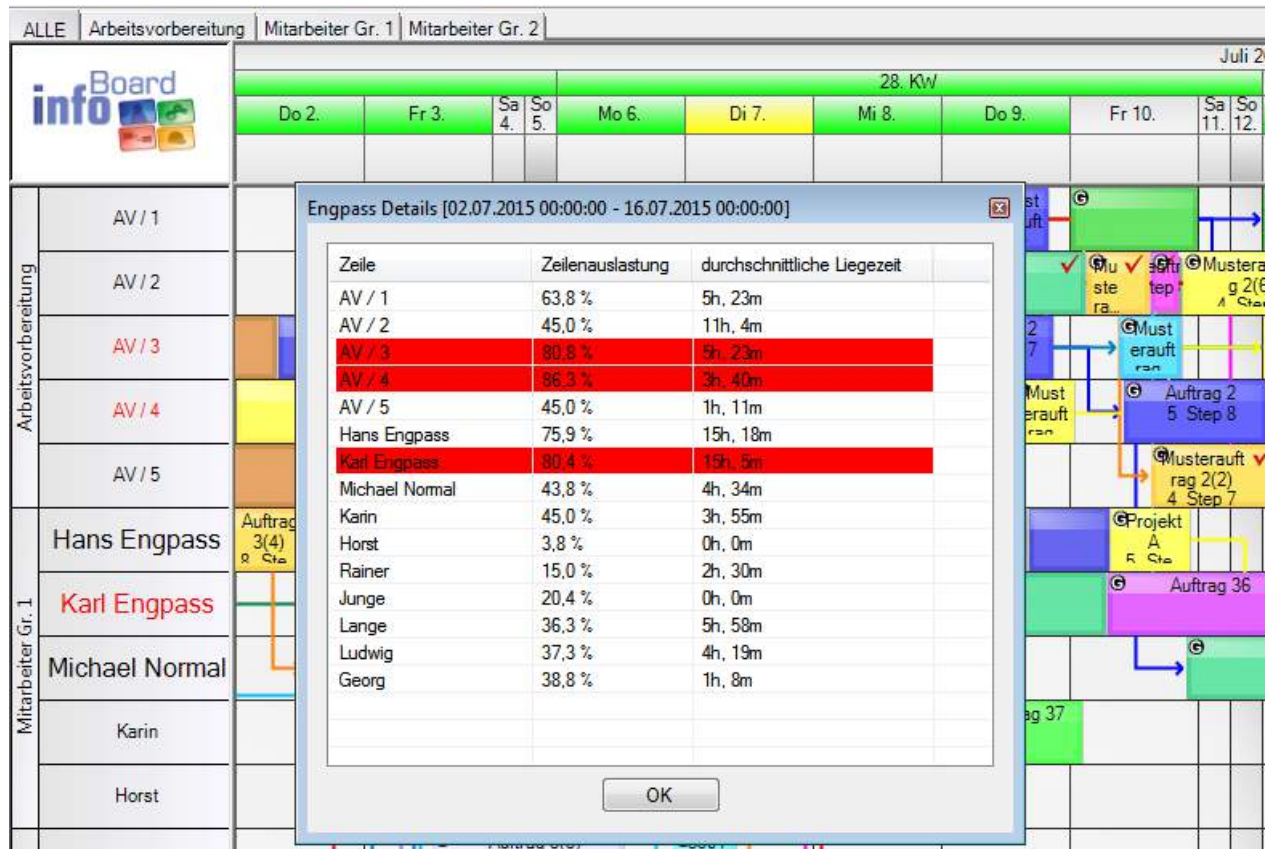 ALLE Arbeitsvorbereitung Mitarbeiter Gr. 1 Mitarbeiter Gr. 2
infoBoard
Juli
28. KW
Do 2. Fr 3. Sa 4. So 5. Mo 6. Di 7. Mi 8. Do 9. Fr 10. Sa 11. So 12.
Engpass Details [02.07.2015 00:00:00 - 16.07.2015 00:00:00]
Zeile Zeilenauslastung durchschnittliche Liegezeit
AV / 1 63,8 % 5h, 23m
AV / 2 45,0 % 11h, 4m
AV / 3 80,8 % 5h, 23m
AV / 4 86,3 % 3h, 40m
AV / 5 45,0 % 1h, 11m
Hans Engpass 75,9 % 15h, 18m
Karl Engpass 80,4 % 15h, 5m
Michael Normal 43,8 % 4h, 34m
Karin 45,0 % 3h, 55m
Horst 3,8 % 0h, 0m
Rainer 15,0 % 2h, 30m
Junge 20,4 % 0h, 0m
Lange 36,3 % 5h, 58m
Ludwig 37,3 % 4h, 19m
Georg 38,8 % 1h, 8m
OK
Arbeitsvorbereitung
AV / 1
AV / 2
AV / 3
AV / 4
AV / 5
Mitarbeiter Gr. 1
Hans Engpass
Karl Engpass
Michael Normal
Karin
Horst
Auftrag
3(4)
G
G
G
G
G Must
erauft
Must
erauft
G Auftrag 2
5 Step 8
G Musterauft
rag 2(2)
4 Step 7
G Projekt
A
G Auftrag 36
G
37